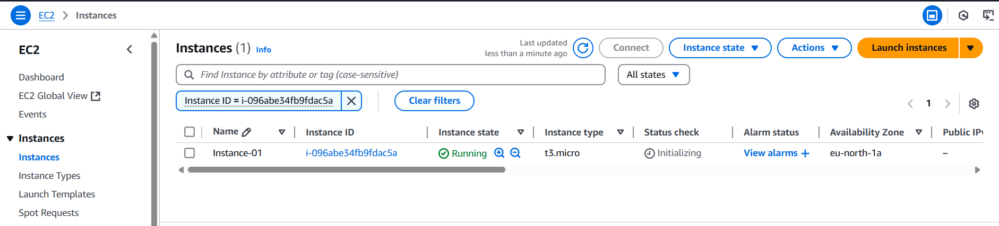 EC2 > Instances
EC2
Dashboard
EC2 Global View
Events
Instances
Instances
Instance Types
Launch Templates
Spot Requests
Instances (1) Info
Last updated
less than a minute ago
Connect
Instance state
Actions
Launch instances
Find Instance by attribute or tag (case-sensitive)
All states
Instance ID = i-096abe34fb9fdac5a
Clear filters
1
Name Instance ID Instance state Instance type Status check Alarm status Availability Zone Public IPv
Instance-01 i-096abe34fb9fdac5a Running t3.micro Initializing View alarms + eu-north-1a –